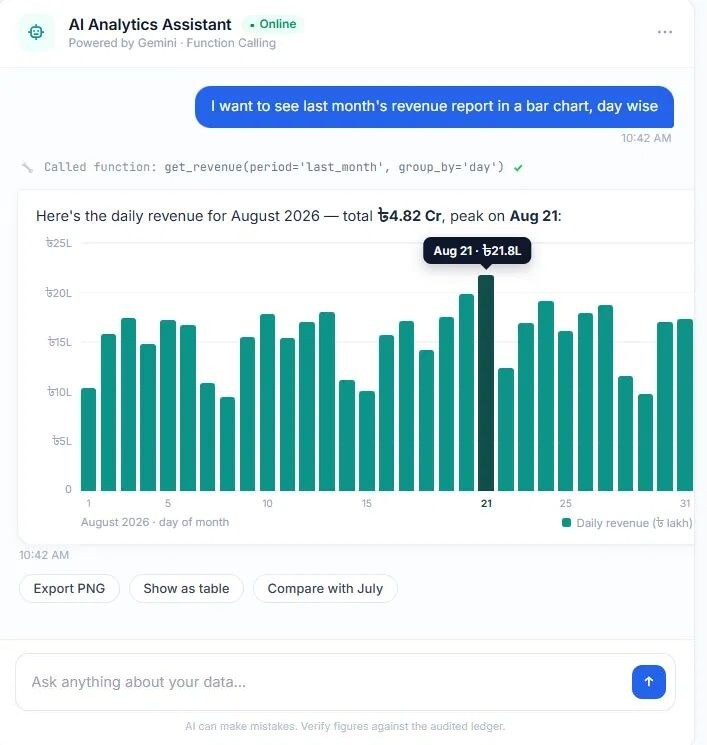 AI Analytics Assistant • Online
Powered by Gemini · Function Calling
I want to see last month's revenue report in a bar chart, day wise
10:42 AM
Called function: get_revenue(period='last_month', group_by='day') ✓
Here's the daily revenue for August 2026 — total ৳4.82 Cr, peak on Aug 21:
৳25L
Aug 21 · ৳21.8L
৳20L
৳15L
৳10L
৳5L
0
1 5 10 15 21 25 31
August 2026 · day of month
Daily revenue (৳ lakh)
10:42 AM
Export PNG
Show as table
Compare with July
Ask anything about your data...
AI can make mistakes. Verify figures against the audited ledger.